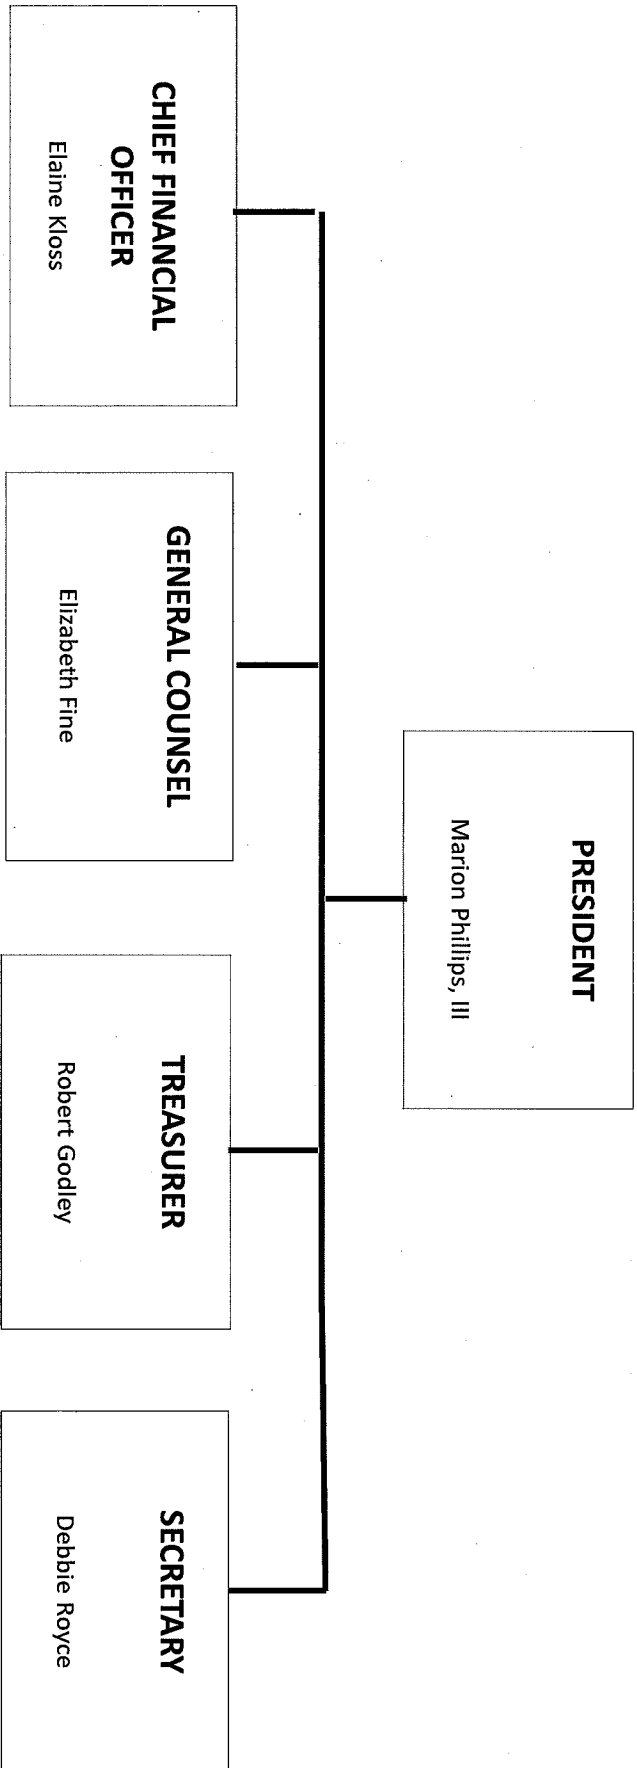 PRESIDENT
Marion Phillips, III
CHIEF FINANCIAL
OFFICER
Elaine Kloss
GENERAL COUNSEL
Elizabeth Fine
TREASURER
Robert Godley
SECRETARY
Debbie Royce